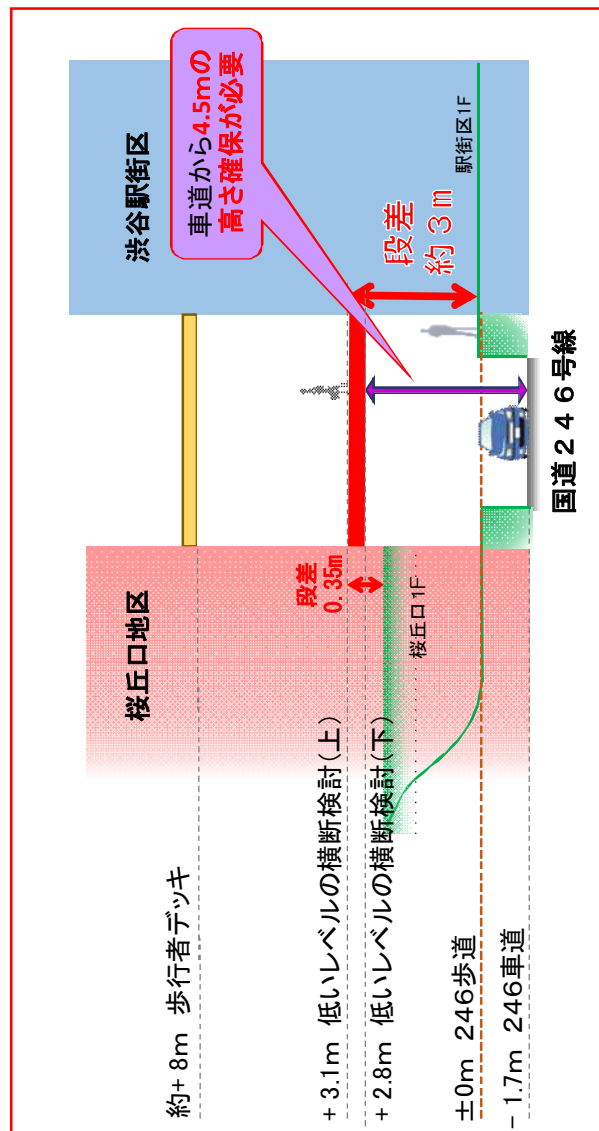 桜丘口地区
渋谷駅街区
車道から4.5mの
高さ確保が必要
約+8m 歩行者デッキ
+3.1m 低いレベルの横断検討(上)
+2.8m 低いレベルの横断検討(下)
±0m 246歩道
-1.7m 246車道
段差
0.35m
桜丘1F
段差
約3m
駅街区1F
国道246号線